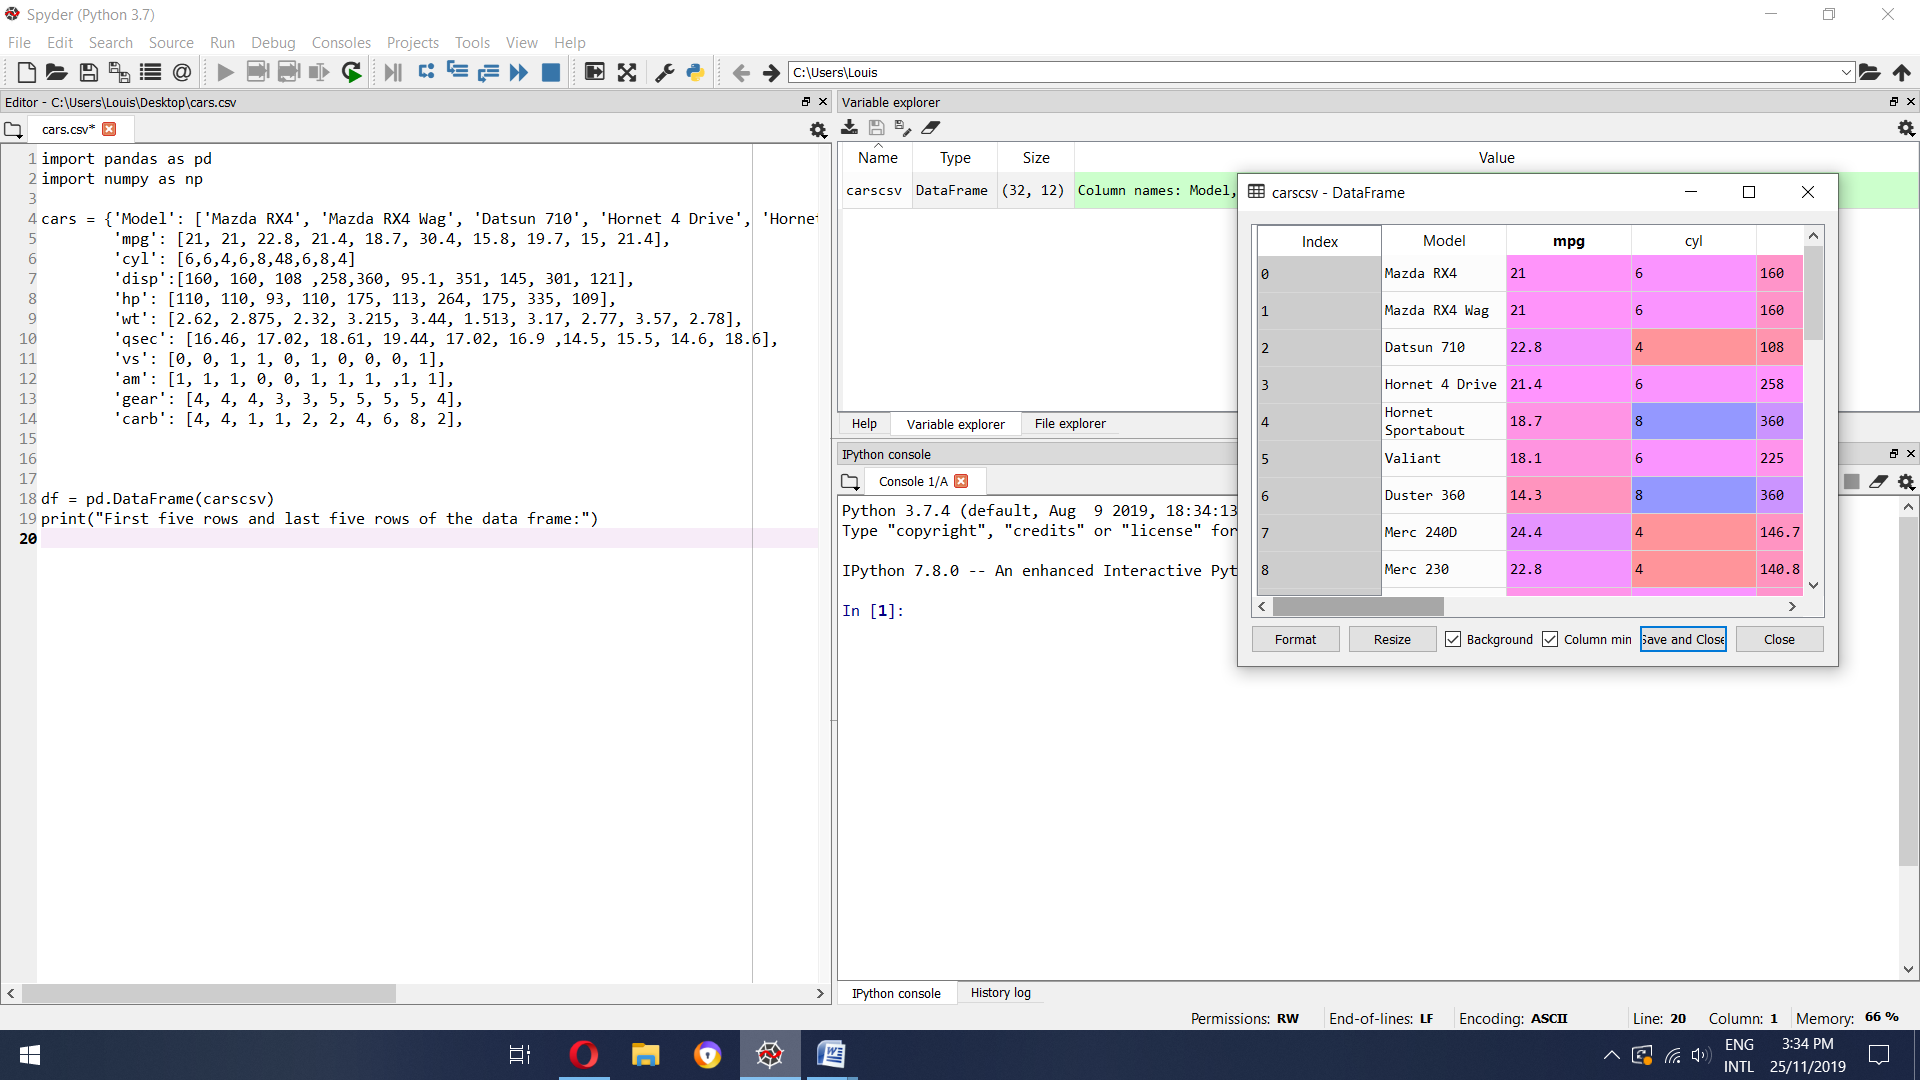 Spyder (Python 3.7)
File Edit Search Source Run Debug Consoles Projects Tools View Help
C:\Users\Louis
Editor - C:\Users\Louis\Desktop\cars.csv
cars.csv*
1 import pandas as pd
2 import numpy as np
3
4 cars = {'Model': ['Mazda RX4', 'Mazda RX4 Wag', 'Datsun 710', 'Hornet 4 Drive', 'Hornet
5 'mpg': [21, 21, 22.8, 21.4, 18.7, 30.4, 15.8, 19.7, 15, 21.4],
6 'cyl': [6,6,4,6,8,48,6,8,4]
7 'disp':[160, 160, 108 ,258,360, 95.1, 351, 145, 301, 121],
8 'hp': [110, 110, 93, 110, 175, 113, 264, 175, 335, 109],
9 'wt': [2.62, 2.875, 2.32, 3.215, 3.44, 1.513, 3.17, 2.77, 3.57, 2.78],
10 'qsec': [16.46, 17.02, 18.61, 19.44, 17.02, 16.9 ,14.5, 15.5, 14.6, 18.6],
11 'vs': [0, 0, 1, 1, 0, 1, 0, 0, 0, 1],
12 'am': [1, 1, 1, 0, 0, 1, 1, 1, ,1, 1],
13 'gear': [4, 4, 4, 3, 3, 5, 5, 5, 5, 4],
14 'carb': [4, 4, 1, 1, 2, 2, 4, 6, 8, 2],
15
16
17
18 df = pd.DataFrame(carscsv)
19 print("First five rows and last five rows of the data frame:")
20
Variable explorer
Name Type Size Value
carscsv DataFrame (32, 12) Column names: Model,
Help Variable explorer File explorer
IPython console
Console 1/A
Python 3.7.4 (default, Aug 9 2019, 18:34:13
Type "copyright", "credits" or "license" for
IPython 7.8.0 -- An enhanced Interactive Pyt
In [1]:
IPython console History log
carscsv - DataFrame
Index Model mpg cyl
0 Mazda RX4 21 6 160
1 Mazda RX4 Wag 21 6 160
2 Datsun 710 22.8 4 108
3 Hornet 4 Drive 21.4 6 258
4 Hornet Sportabout 18.7 8 360
5 Valiant 18.1 6 225
6 Duster 360 14.3 8 360
7 Merc 240D 24.4 4 146.7
8 Merc 230 22.8 4 140.8
Format Resize Background Column min Save and Close Close
Permissions: RW End-of-lines: LF Encoding: ASCII Line: 20 Column: 1 Memory: 66 %
ENG
INTL
3:34 PM
25/11/2019